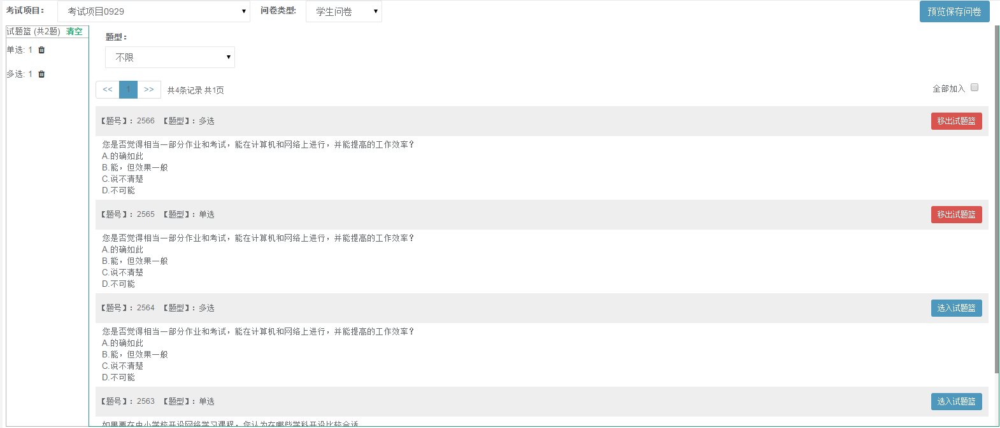 考试项目： 考试项目0929 问卷类型: 学生问卷 预览保存问卷
试题篮 (共2题) 清空
单选: 1
多选: 1
题型：
不限
<< 1 >> 共4条记录 共1页 全部加入
【题号】：2566 【题型】：多选 移出试题篮
您是否觉得相当一部分作业和考试，能在计算机和网络上进行，并能提高的工作效率?
A.的确如此
B.能，但效果一般
C.说不清楚
D.不可能
【题号】：2565 【题型】：单选 移出试题篮
您是否觉得相当一部分作业和考试，能在计算机和网络上进行，并能提高的工作效率?
A.的确如此
B.能，但效果一般
C.说不清楚
D.不可能
【题号】：2564 【题型】：多选 选入试题篮
您是否觉得相当一部分作业和考试，能在计算机和网络上进行，并能提高的工作效率?
A.的确如此
B.能，但效果一般
C.说不清楚
D.不可能
【题号】：2563 【题型】：单选 选入试题篮
如果要在中小学校开设网络学习课程，您认为在哪些学科开设比较合适